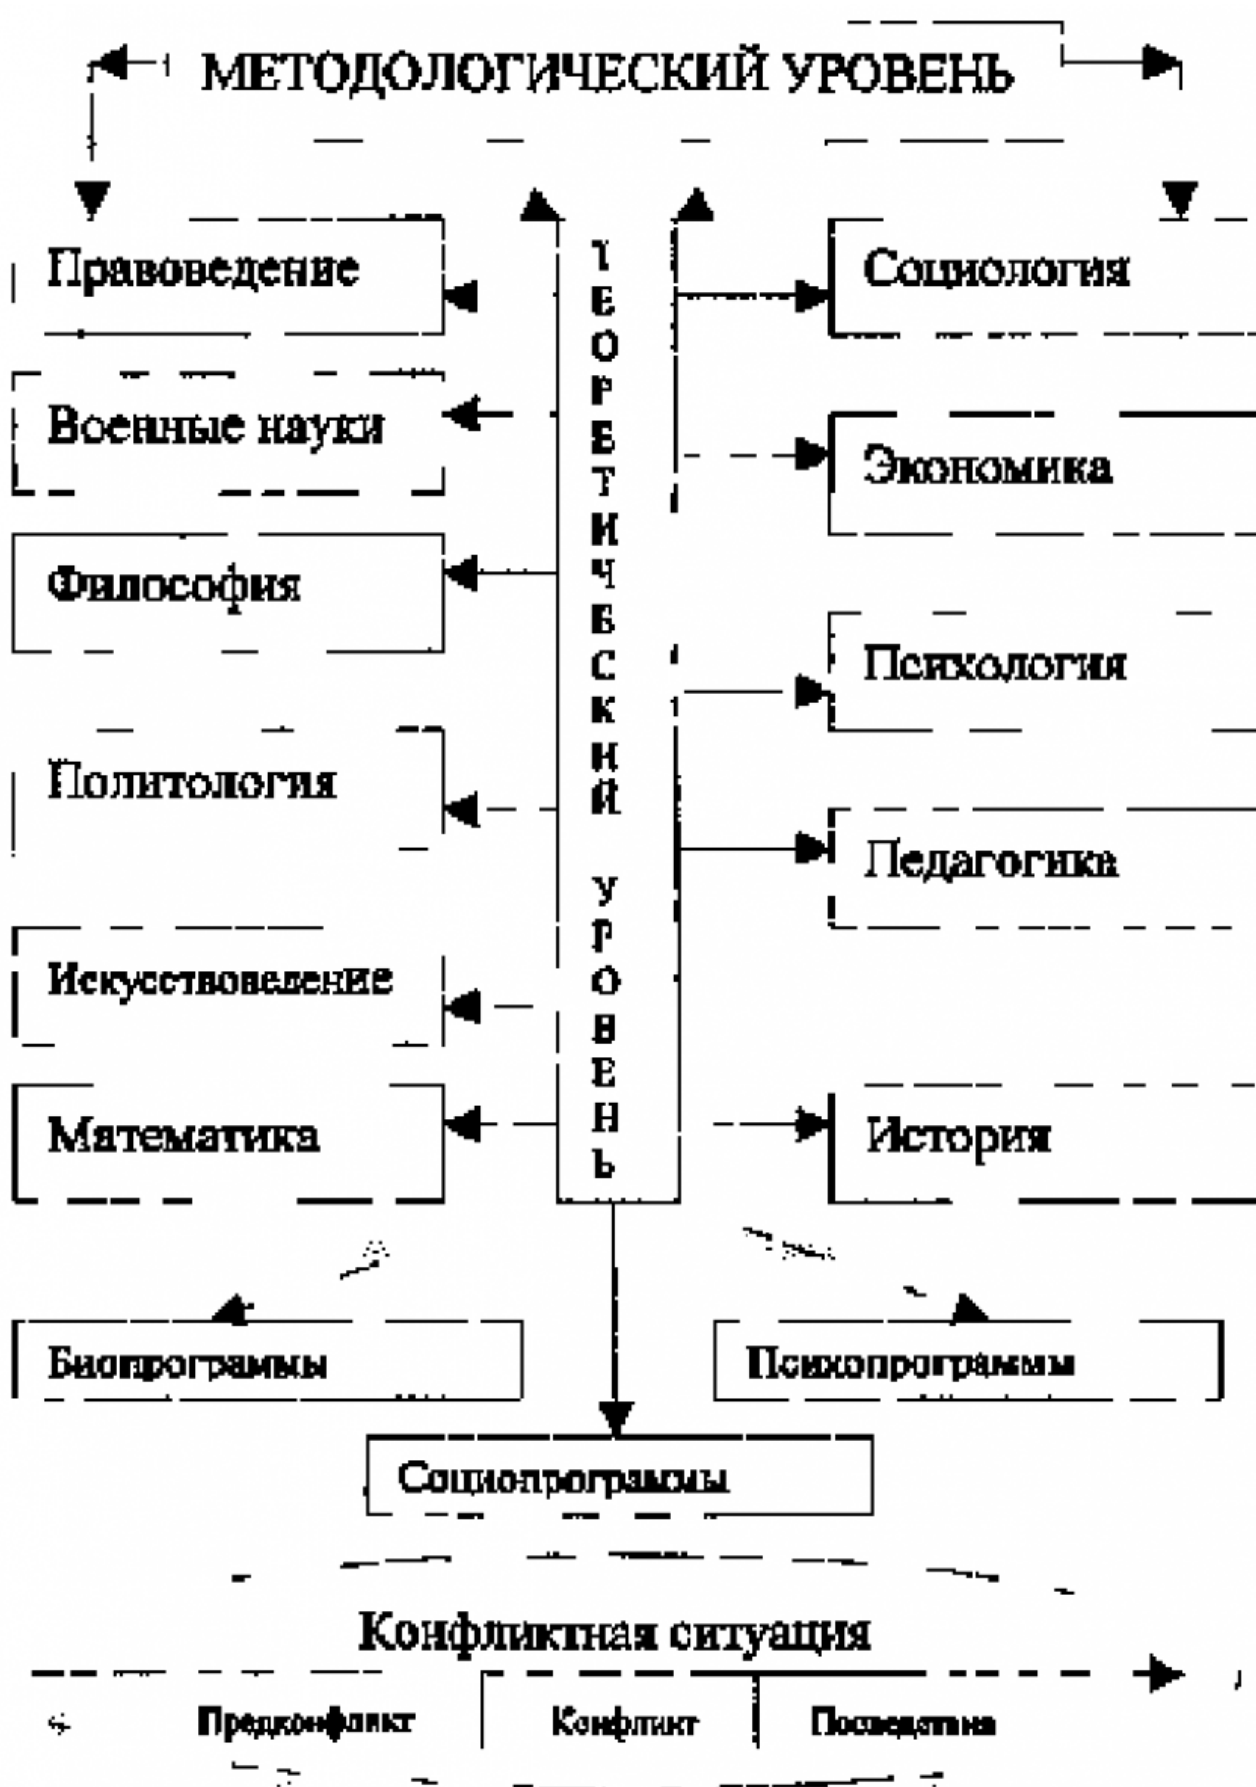 МЕТОДОЛОГИЧЕСКИЙ УРОВЕНЬ
Правоведение
Военные науки
Философия
Политология
Искусствоведение
Математика
ТЕОРЕТИЧЕСКИЙ УРОВЕНЬ
Социология
Экономика
Психология
Педагогика
История
Биопрограммы
Психопрограммы
Социопрограммы
Конфликтная ситуация
Предконфликт
Конфликт
Последствия